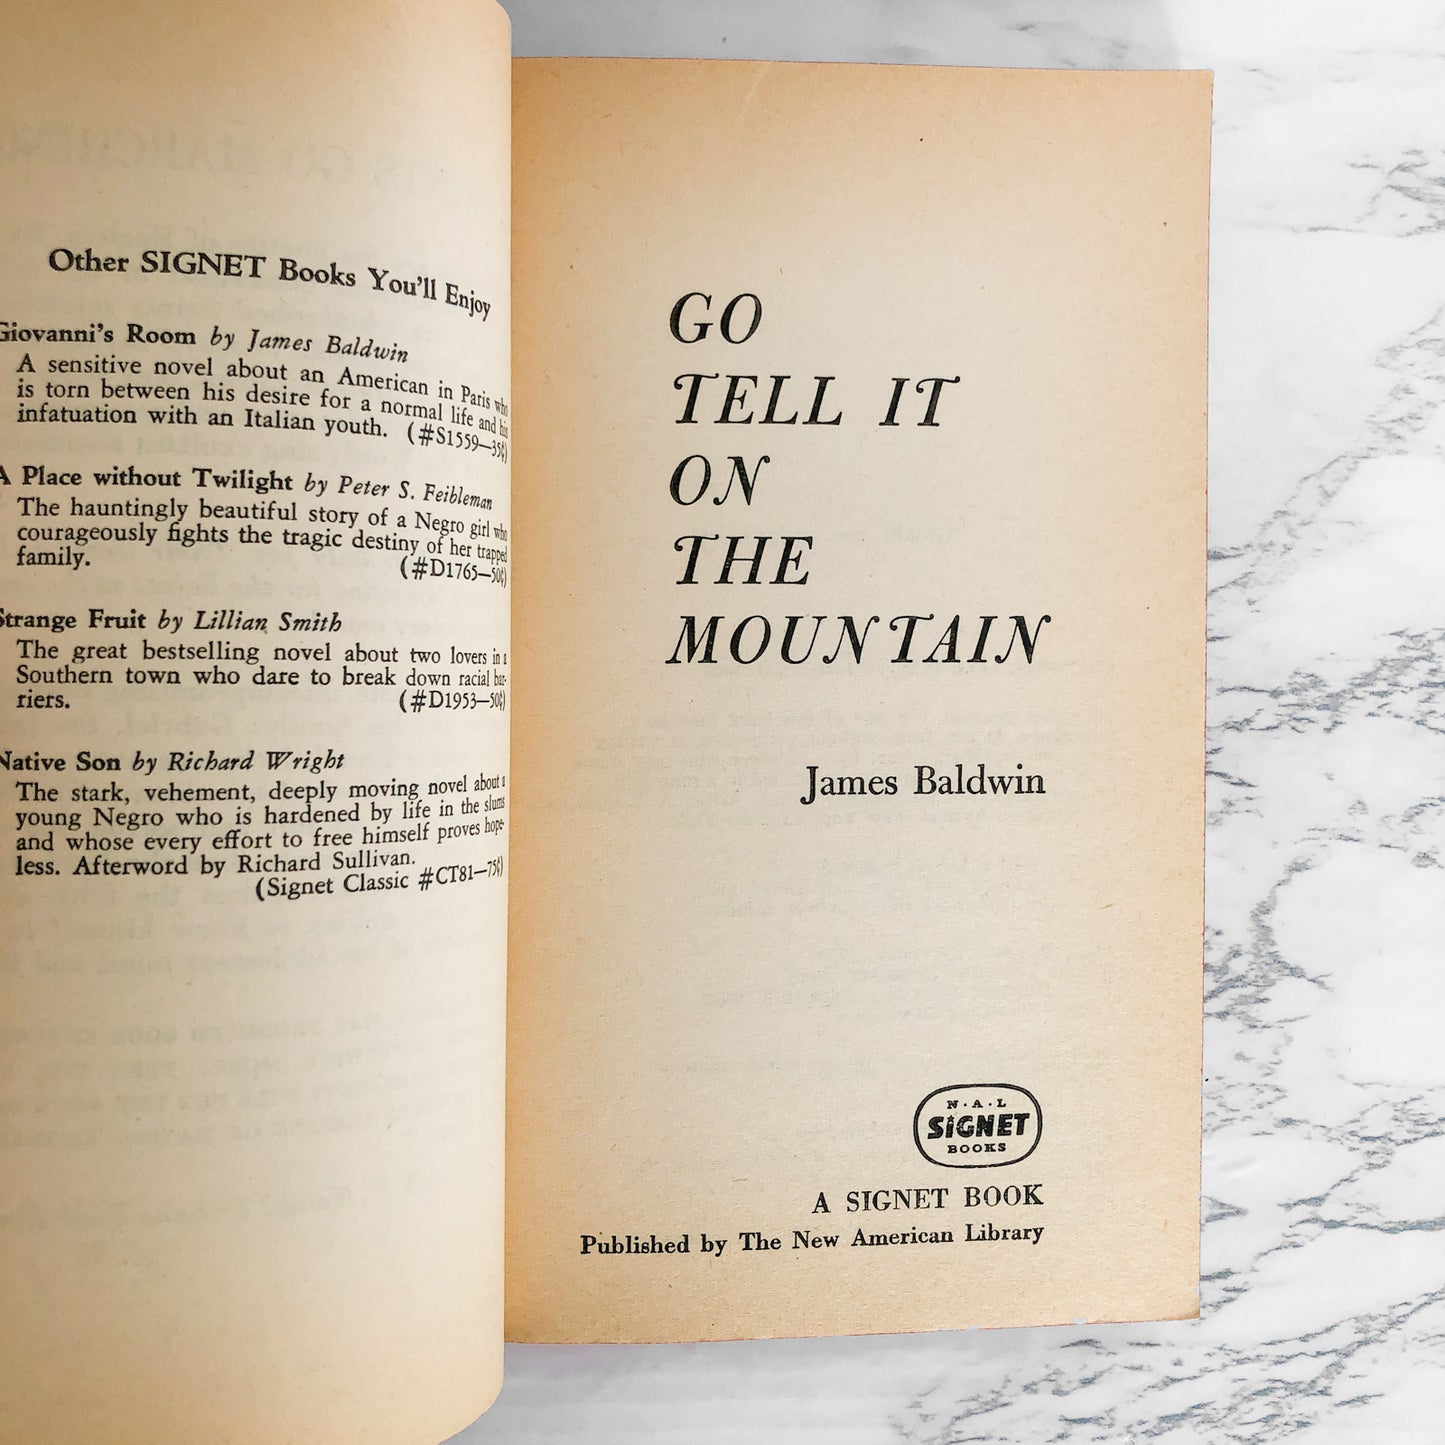 Other SIGNET Books You'll Enjoy
Giovanni's Room by James Baldwin
A sensitive novel about an American in Paris who
is torn between his desire for a normal life and his
infatuation with an Italian youth. (#S1559—35¢)
A Place without Twilight by Peter S. Feibleman
The hauntingly beautiful story of a Negro girl who
courageously fights the tragic destiny of her trapped
family. (#D1765—50¢)
Strange Fruit by Lillian Smith
The great bestselling novel about two lovers in a
Southern town who dare to break down racial bar-
riers. (#D1953—50¢)
Native Son by Richard Wright
The stark, vehement, deeply moving novel about a
young Negro who is hardened by life in the slums
and whose every effort to free himself proves hope-
less. Afterword by Richard Sullivan.
(Signet Classic #CT81—75¢)
GO
TELL IT
ON
THE
MOUNTAIN
James Baldwin
N·A·L
SIGNET
BOOKS
A SIGNET BOOK
Published by The New American Library